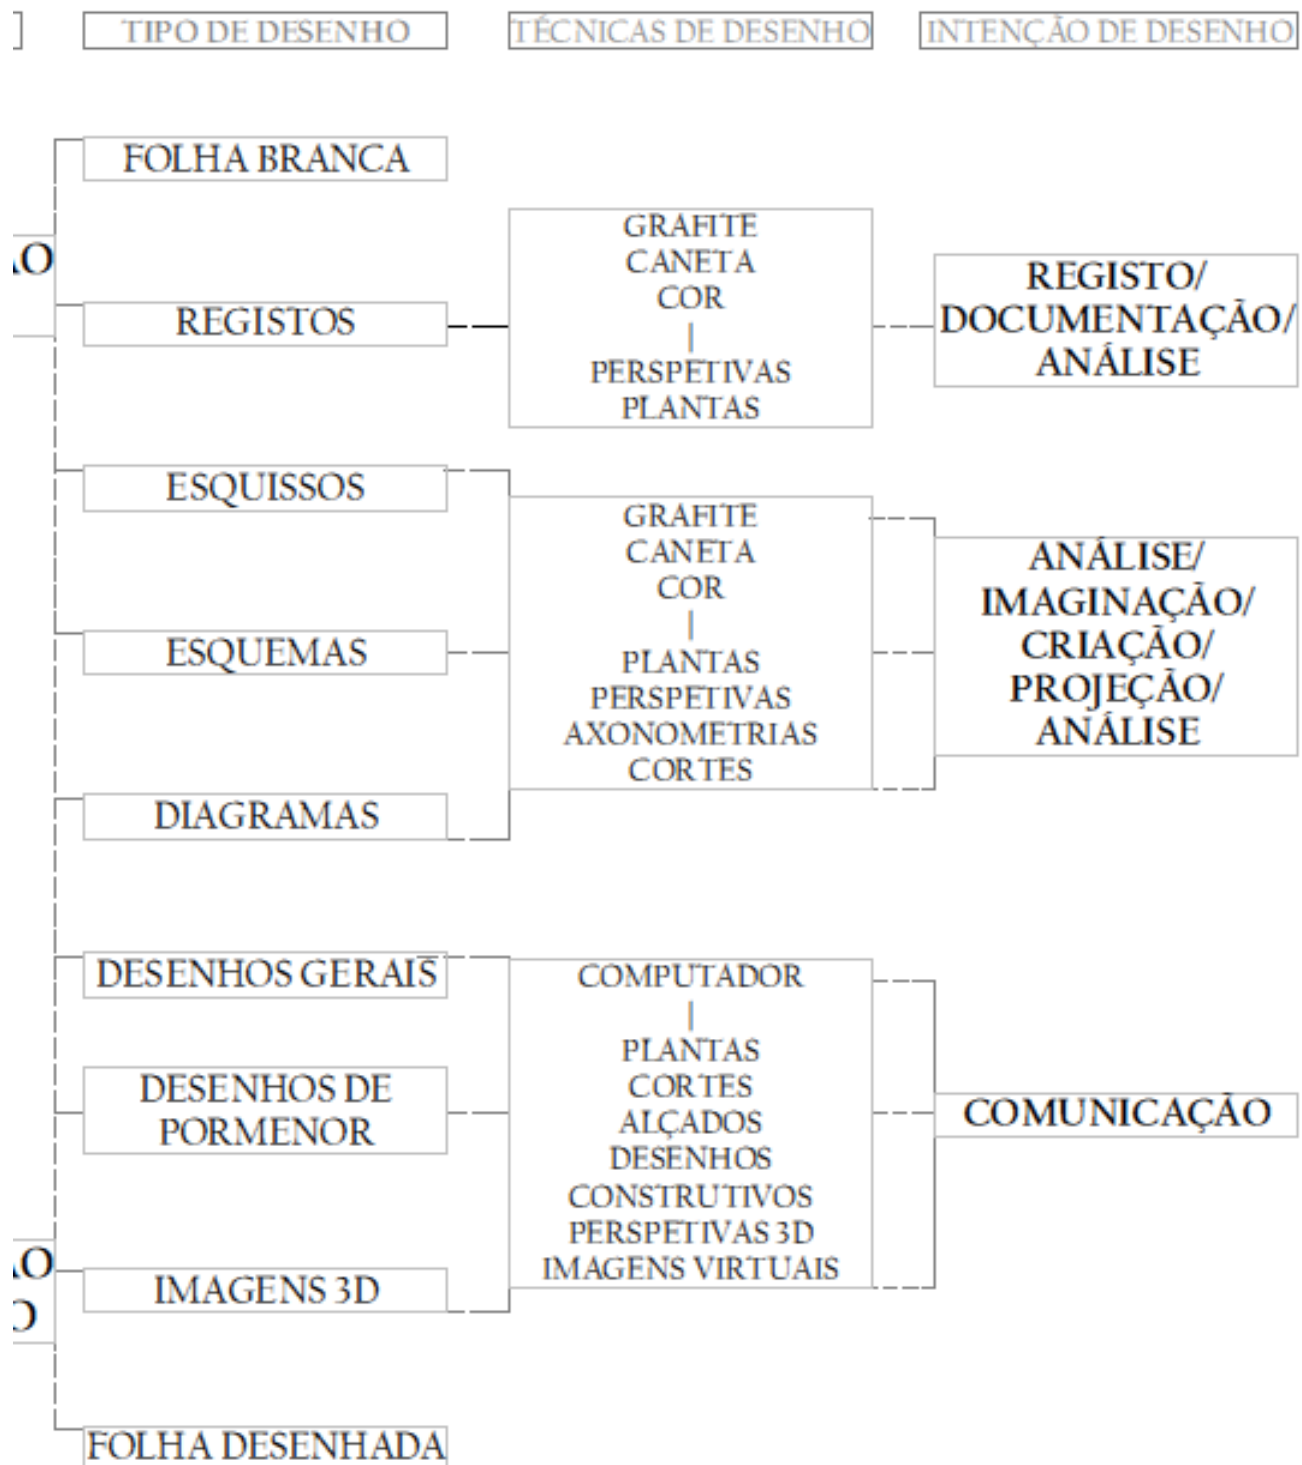 TIPO DE DESENHO
TÉCNICAS DE DESENHO
INTENÇÃO DE DESENHO
FOLHA BRANCA
REGISTOS
GRAFITE
CANETA
COR
|
PERSPETIVAS
PLANTAS
REGISTO/
DOCUMENTAÇÃO/
ANÁLISE
ESQUISSOS
ESQUEMAS
DIAGRAMAS
GRAFITE
CANETA
COR
|
PLANTAS
PERSPETIVAS
AXONOMETRIAS
CORTES
ANÁLISE/
IMAGINAÇÃO/
CRIAÇÃO/
PROJEÇÃO/
ANÁLISE
DESENHOS GERAIS
DESENHOS DE
PORMENOR
IMAGENS 3D
COMPUTADOR
|
PLANTAS
CORTES
ALÇADOS
DESENHOS
CONSTRUTIVOS
PERSPETIVAS 3D
IMAGENS VIRTUAIS
COMUNICAÇÃO
FOLHA DESENHADA